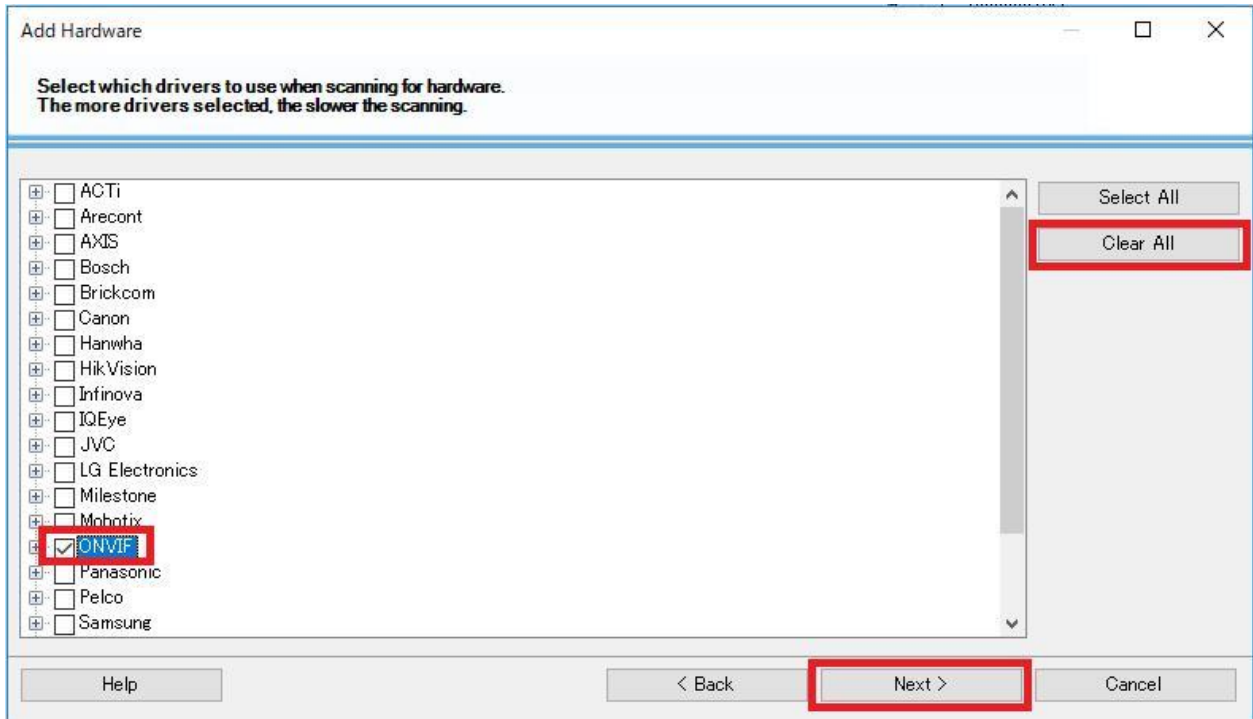 Add Hardware
Select which drivers to use when scanning for hardware.
The more drivers selected, the slower the scanning.
ACTi
Arecont
AXIS
Bosch
Brickcom
Canon
Hanwha
HikVision
Infinova
IQEye
JVC
LG Electronics
Milestone
Mobotix
ONVIF
Panasonic
Pelco
Samsung
Select All
Clear All
Help
< Back
Next >
Cancel